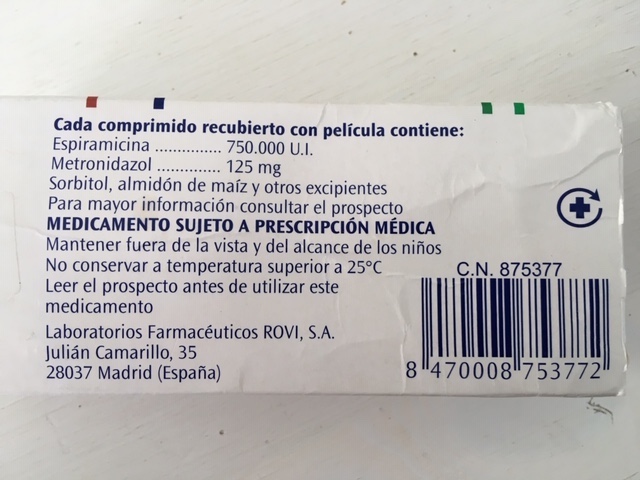 Cada comprimido recubierto con película contiene:
Espiramicina ............... 750.000 U.I.
Metronidazol .............. 125 mg
Sorbitol, almidón de maíz y otros excipientes
Para mayor información consultar el prospecto
MEDICAMENTO SUJETO A PRESCRIPCIÓN MÉDICA
Mantener fuera de la vista y del alcance de los niños
No conservar a temperatura superior a 25°C
Leer el prospecto antes de utilizar este
medicamento
Laboratorios Farmacéuticos ROVI, S.A.
Julián Camarillo, 35
28037 Madrid (España)
C.N. 875377
8 470008 753772